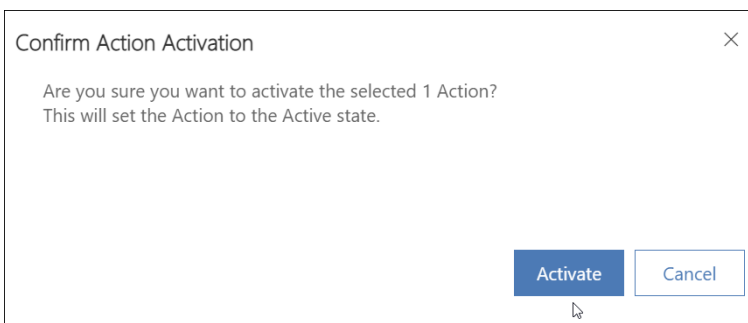 Confirm Action Activation
Are you sure you want to activate the selected 1 Action?
This will set the Action to the Active state.
Activate
Cancel